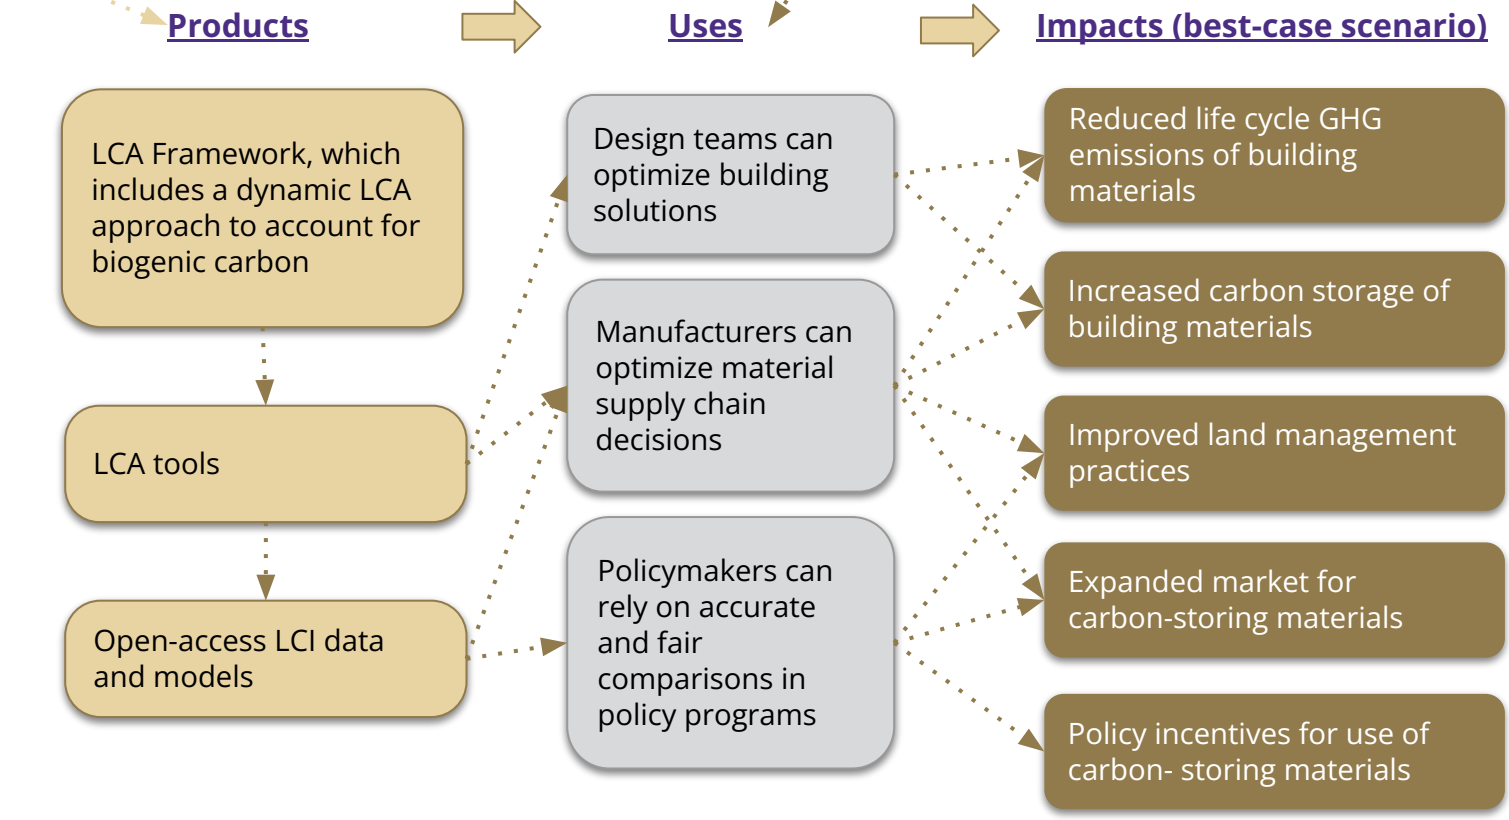 Products
Uses
Impacts (best-case scenario)
LCA Framework, which
includes a dynamic LCA
approach to account for
biogenic carbon
LCA tools
Open-access LCI data
and models
Design teams can
optimize building
solutions
Manufacturers can
optimize material
supply chain
decisions
Policymakers can
rely on accurate
and fair
comparisons in
policy programs
Reduced life cycle GHG
emissions of building
materials
Increased carbon storage of
building materials
Improved land management
practices
Expanded market for
carbon-storing materials
Policy incentives for use of
carbon- storing materials